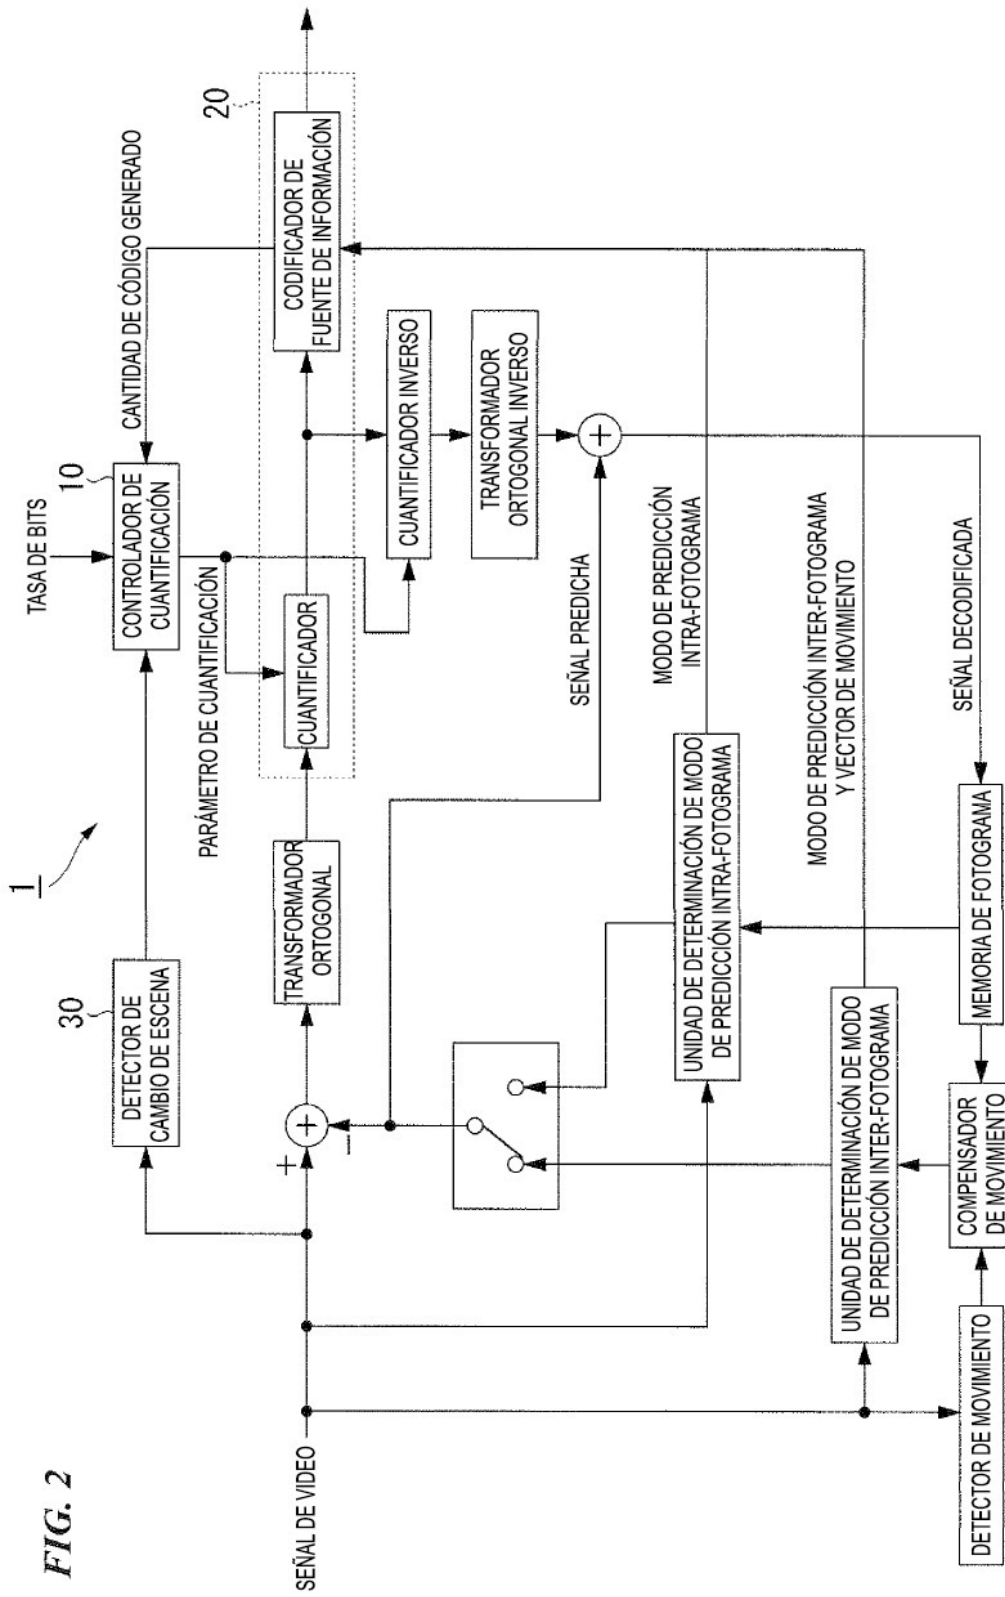 FIG. 2
1
TASA DE BITS
CANTIDAD DE CÓDIGO GENERADO
30
DETECTOR DE
CAMBIO DE ESCENA
10
CONTROLADOR DE
CUANTIFICACIÓN
PARÁMETRO DE CUANTIFICACIÓN
20
SEÑAL DE VIDEO
+
+
−
TRANSFORMADOR
ORTOGONAL
CUANTIFICADOR
CODIFICADOR DE
FUENTE DE INFORMACIÓN
CUANTIFICADOR INVERSO
TRANSFORMADOR
ORTOGONAL INVERSO
SEÑAL PREDICHA
+
UNIDAD DE DETERMINACIÓN DE MODO
DE PREDICCIÓN INTRA-FOTOGRAMA
MODO DE PREDICCIÓN
INTRA-FOTOGRAMA
UNIDAD DE DETERMINACIÓN DE MODO
DE PREDICCIÓN INTER-FOTOGRAMA
MODO DE PREDICCIÓN INTER-FOTOGRAMA
Y VECTOR DE MOVIMIENTO
DETECTOR DE MOVIMIENTO
COMPENSADOR
DE MOVIMIENTO
MEMORIA DE FOTOGRAMA
SEÑAL DECODIFICADA